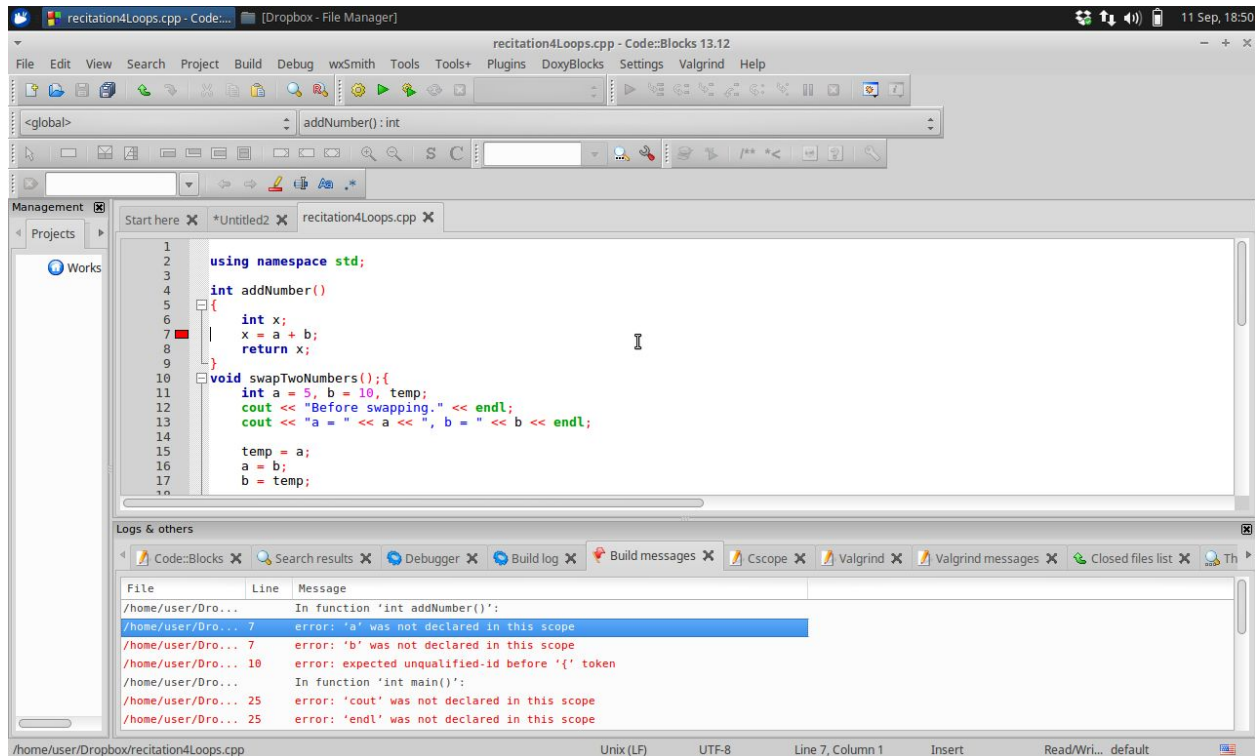 recitation4Loops.cpp - Code:... [Dropbox - File Manager] 11 Sep, 18:50
recitation4Loops.cpp - Code::Blocks 13.12
File Edit View Search Project Build Debug wxSmith Tools Tools+ Plugins DoxyBlocks Settings Valgrind Help
<global> addNumber() : int
S C /** *<
Management
Projects
Works
Start here *Untitled2 recitation4Loops.cpp
1
2 using namespace std;
3
4 int addNumber()
5 {
6 int x;
7 x = a + b;
8 return x;
9 }
10 void swapTwoNumbers();{
11 int a = 5, b = 10, temp;
12 cout << "Before swapping." << endl;
13 cout << "a = " << a << ", b = " << b << endl;
14
15 temp = a;
16 a = b;
17 b = temp;
Logs & others
Code::Blocks Search results Debugger Build log Build messages Cscope Valgrind Valgrind messages Closed files list Th
File Line Message
/home/user/Dro... In function ‘int addNumber()’:
/home/user/Dro... 7 error: ‘a’ was not declared in this scope
/home/user/Dro... 7 error: ‘b’ was not declared in this scope
/home/user/Dro... 10 error: expected unqualified-id before ‘{’ token
/home/user/Dro... In function ‘int main()’:
/home/user/Dro... 25 error: ‘cout’ was not declared in this scope
/home/user/Dro... 25 error: ‘endl’ was not declared in this scope
/home/user/Dropbox/recitation4Loops.cpp Unix (LF) UTF-8 Line 7, Column 1 Insert Read/Wri... default